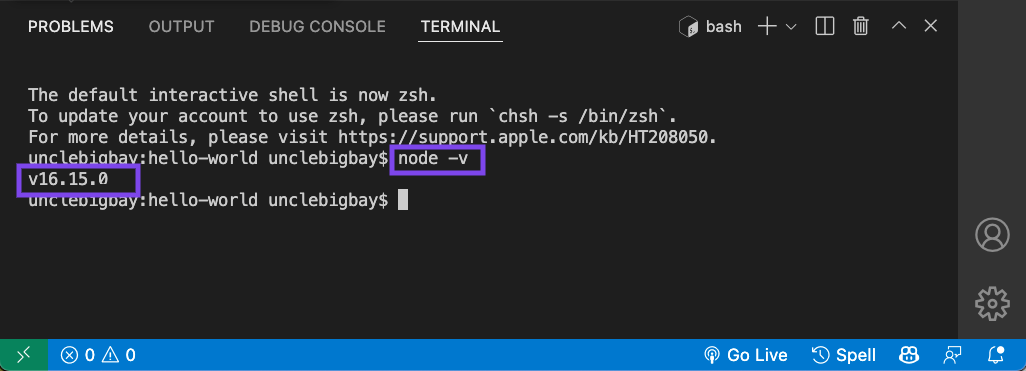 PROBLEMS OUTPUT DEBUG CONSOLE TERMINAL bash
The default interactive shell is now zsh.
To update your account to use zsh, please run `chsh -s /bin/zsh`.
For more details, please visit https://support.apple.com/kb/HT208050.
unclebigbay:hello-world unclebigbay$ node -v
v16.15.0
unclebigbay:hello-world unclebigbay$
0 0 Go Live Spell